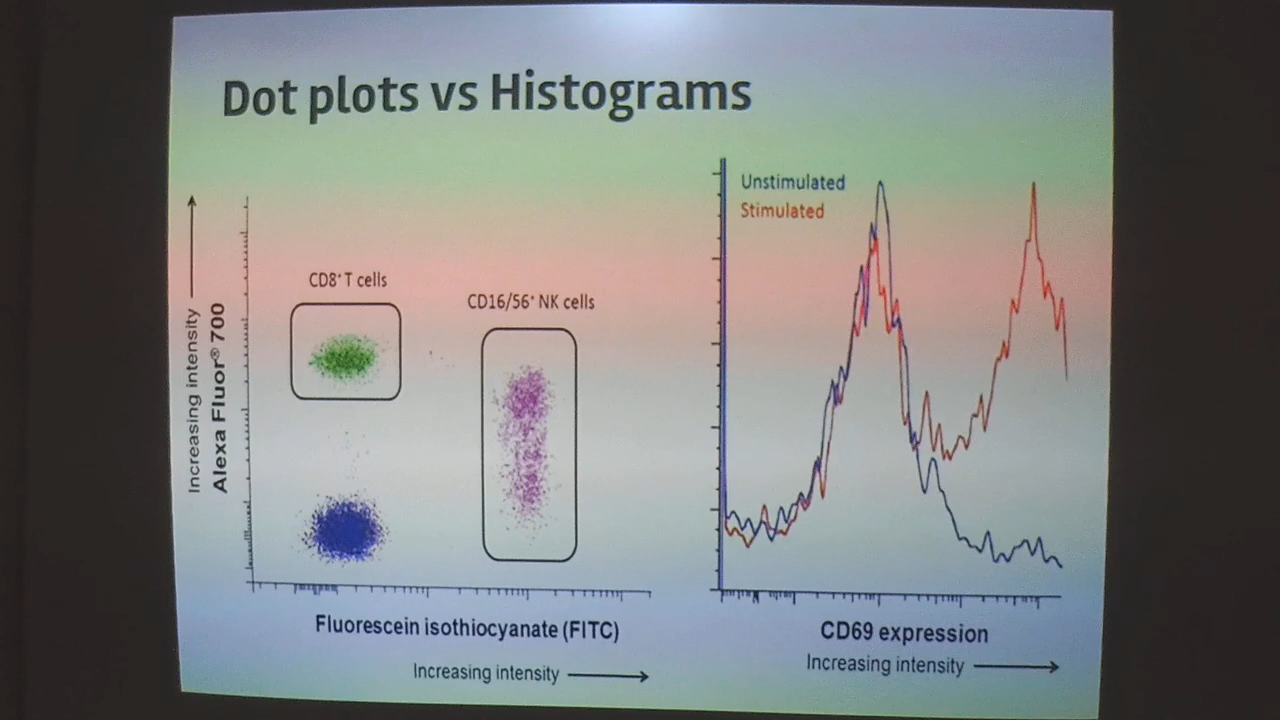 Dot plots vs Histograms
Increasing intensity
Alexa Fluor® 700
CD8⁺ T cells
CD16/56⁺ NK cells
Fluorescein isothiocyanate (FITC)
Increasing intensity
Unstimulated
Stimulated
CD69 expression
Increasing intensity